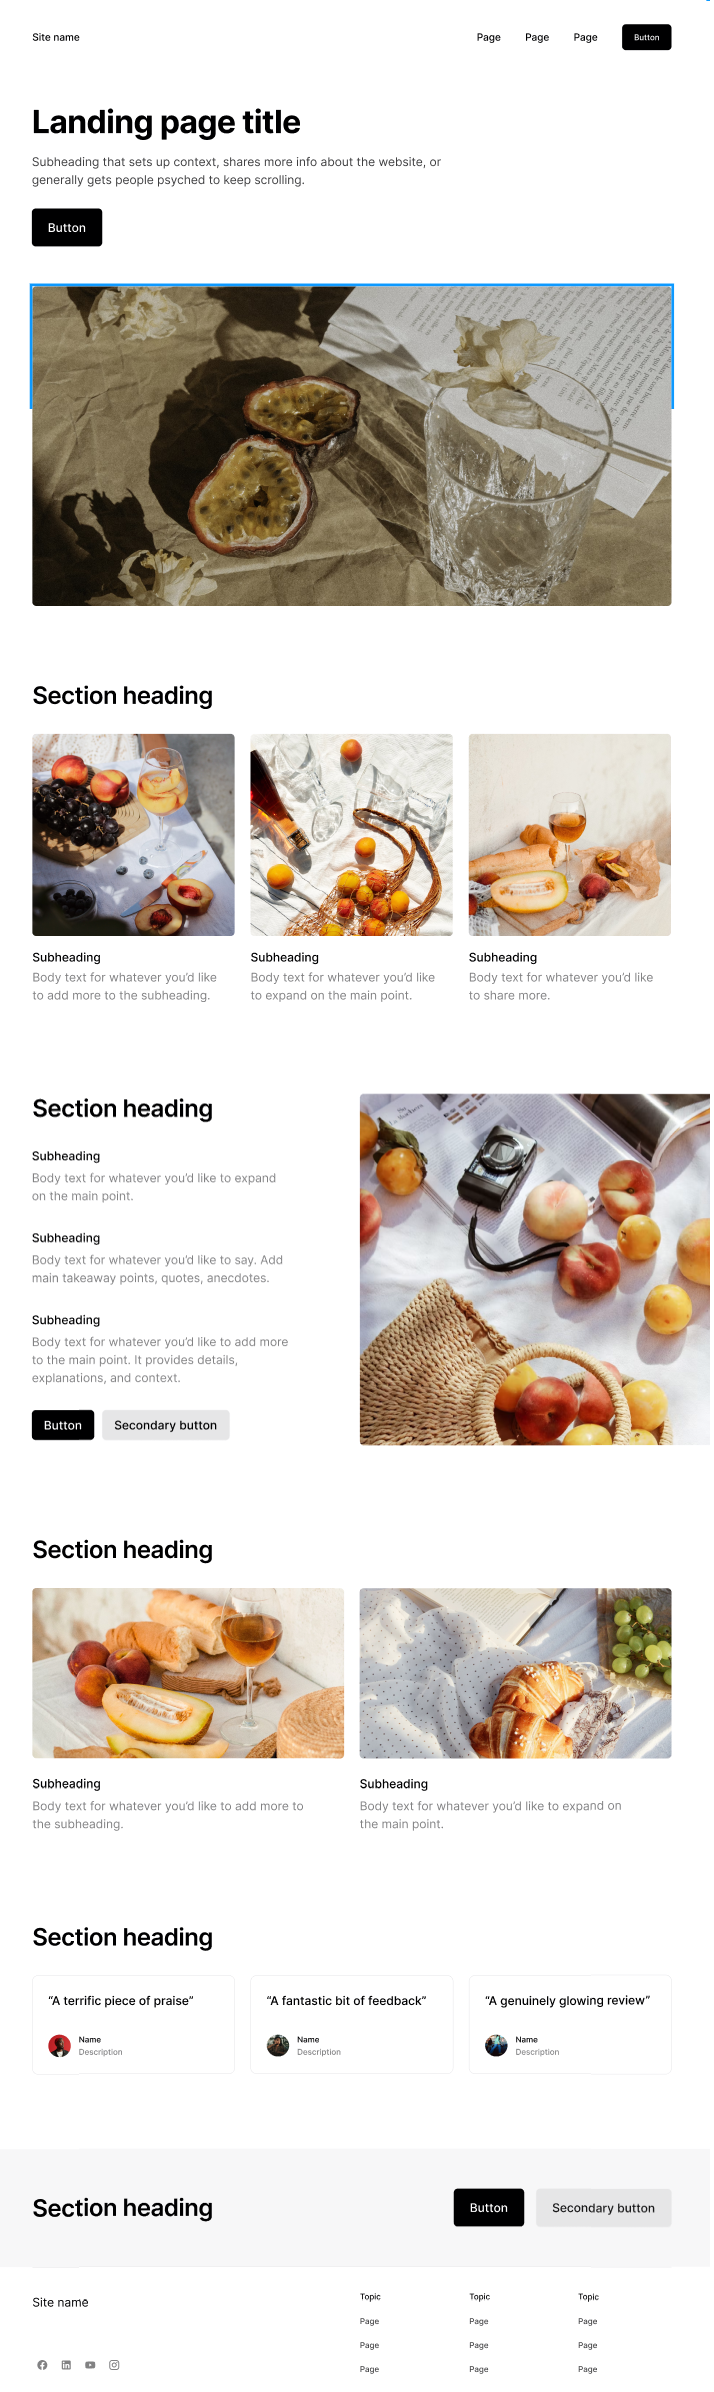 Site name
Page
Page
Page
Button
Landing page title
Subheading that sets up context, shares more info about the website, or
generally gets people psyched to keep scrolling.
Button
Section heading
Subheading
Body text for whatever you’d like
to add more to the subheading.
Subheading
Body text for whatever you’d like
to expand on the main point.
Subheading
Body text for whatever you’d like
to share more.
Section heading
Subheading
Body text for whatever you’d like to expand
on the main point.
Subheading
Body text for whatever you’d like to say. Add
main takeaway points, quotes, anecdotes.
Subheading
Body text for whatever you’d like to add more
to the main point. It provides details,
explanations, and context.
Button
Secondary button
Section heading
Subheading
Body text for whatever you’d like to add more to
the subheading.
Subheading
Body text for whatever you’d like to expand on
the main point.
Section heading
“A terrific piece of praise”
Name
Description
“A fantastic bit of feedback”
Name
Description
“A genuinely glowing review”
Name
Description
Section heading
Button
Secondary button
Site name
Topic
Page
Page
Page
Topic
Page
Page
Page
Topic
Page
Page
Page